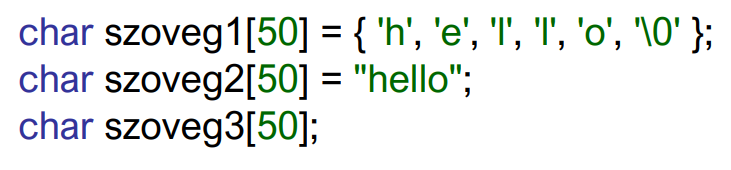 char szoveg1[50] = { 'h', 'e', 'l', 'l', 'o', '\0' };
char szoveg2[50] = "hello";
char szoveg3[50];